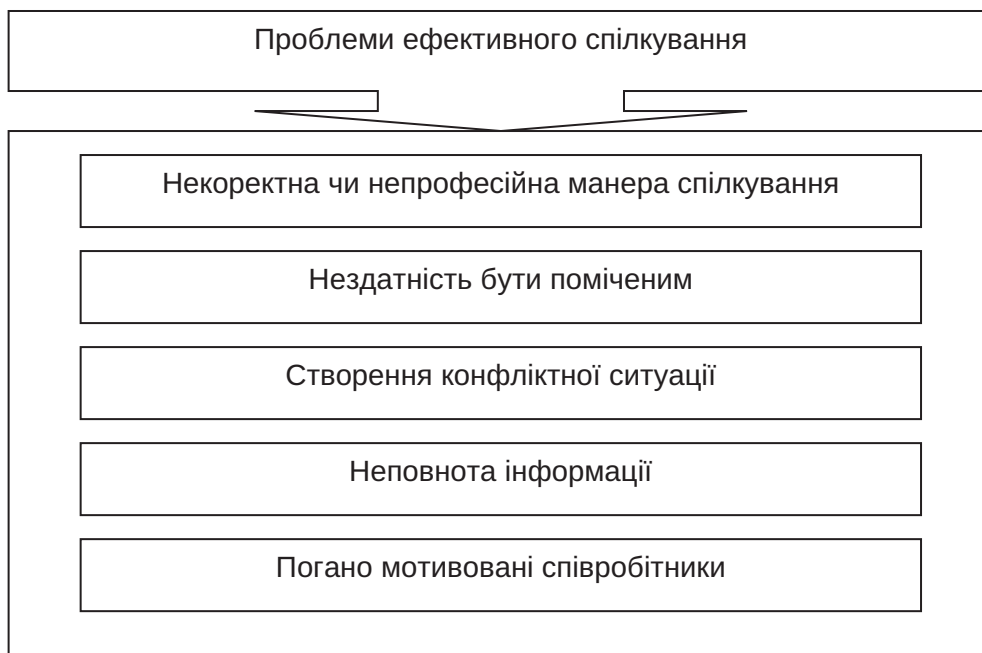 Проблеми ефективного спілкування
Некоректна чи непрофесійна манера спілкування
Нездатність бути поміченим
Створення конфліктної ситуації
Неповнота інформації
Погано мотивовані співробітники